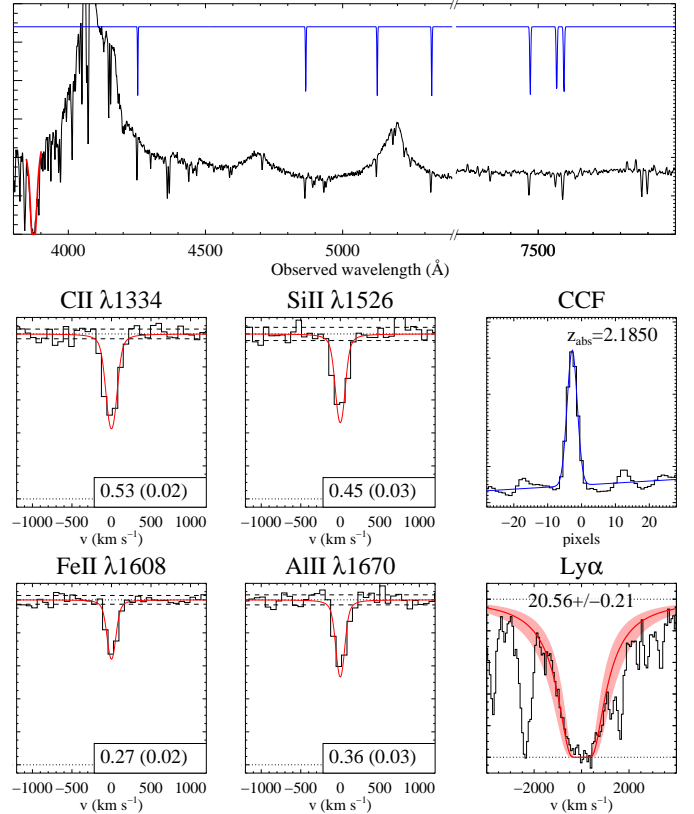 4000 4500 5000 7500 7500
Observed wavelength (Å)
CII λ1334
SiII λ1526
CCF
z_abs=2.1850
0.53 (0.02)
0.45 (0.03)
-1000 -500 0 500 1000
-1000 -500 0 500 1000
-20 -10 0 10 20
v (km s⁻¹)
v (km s⁻¹)
pixels
FeII λ1608
AlII λ1670
Lyα
20.56+/-0.21
0.27 (0.02)
0.36 (0.03)
-1000 -500 0 500 1000
-1000 -500 0 500 1000
-2000 0 2000
v (km s⁻¹)
v (km s⁻¹)
v (km s⁻¹)